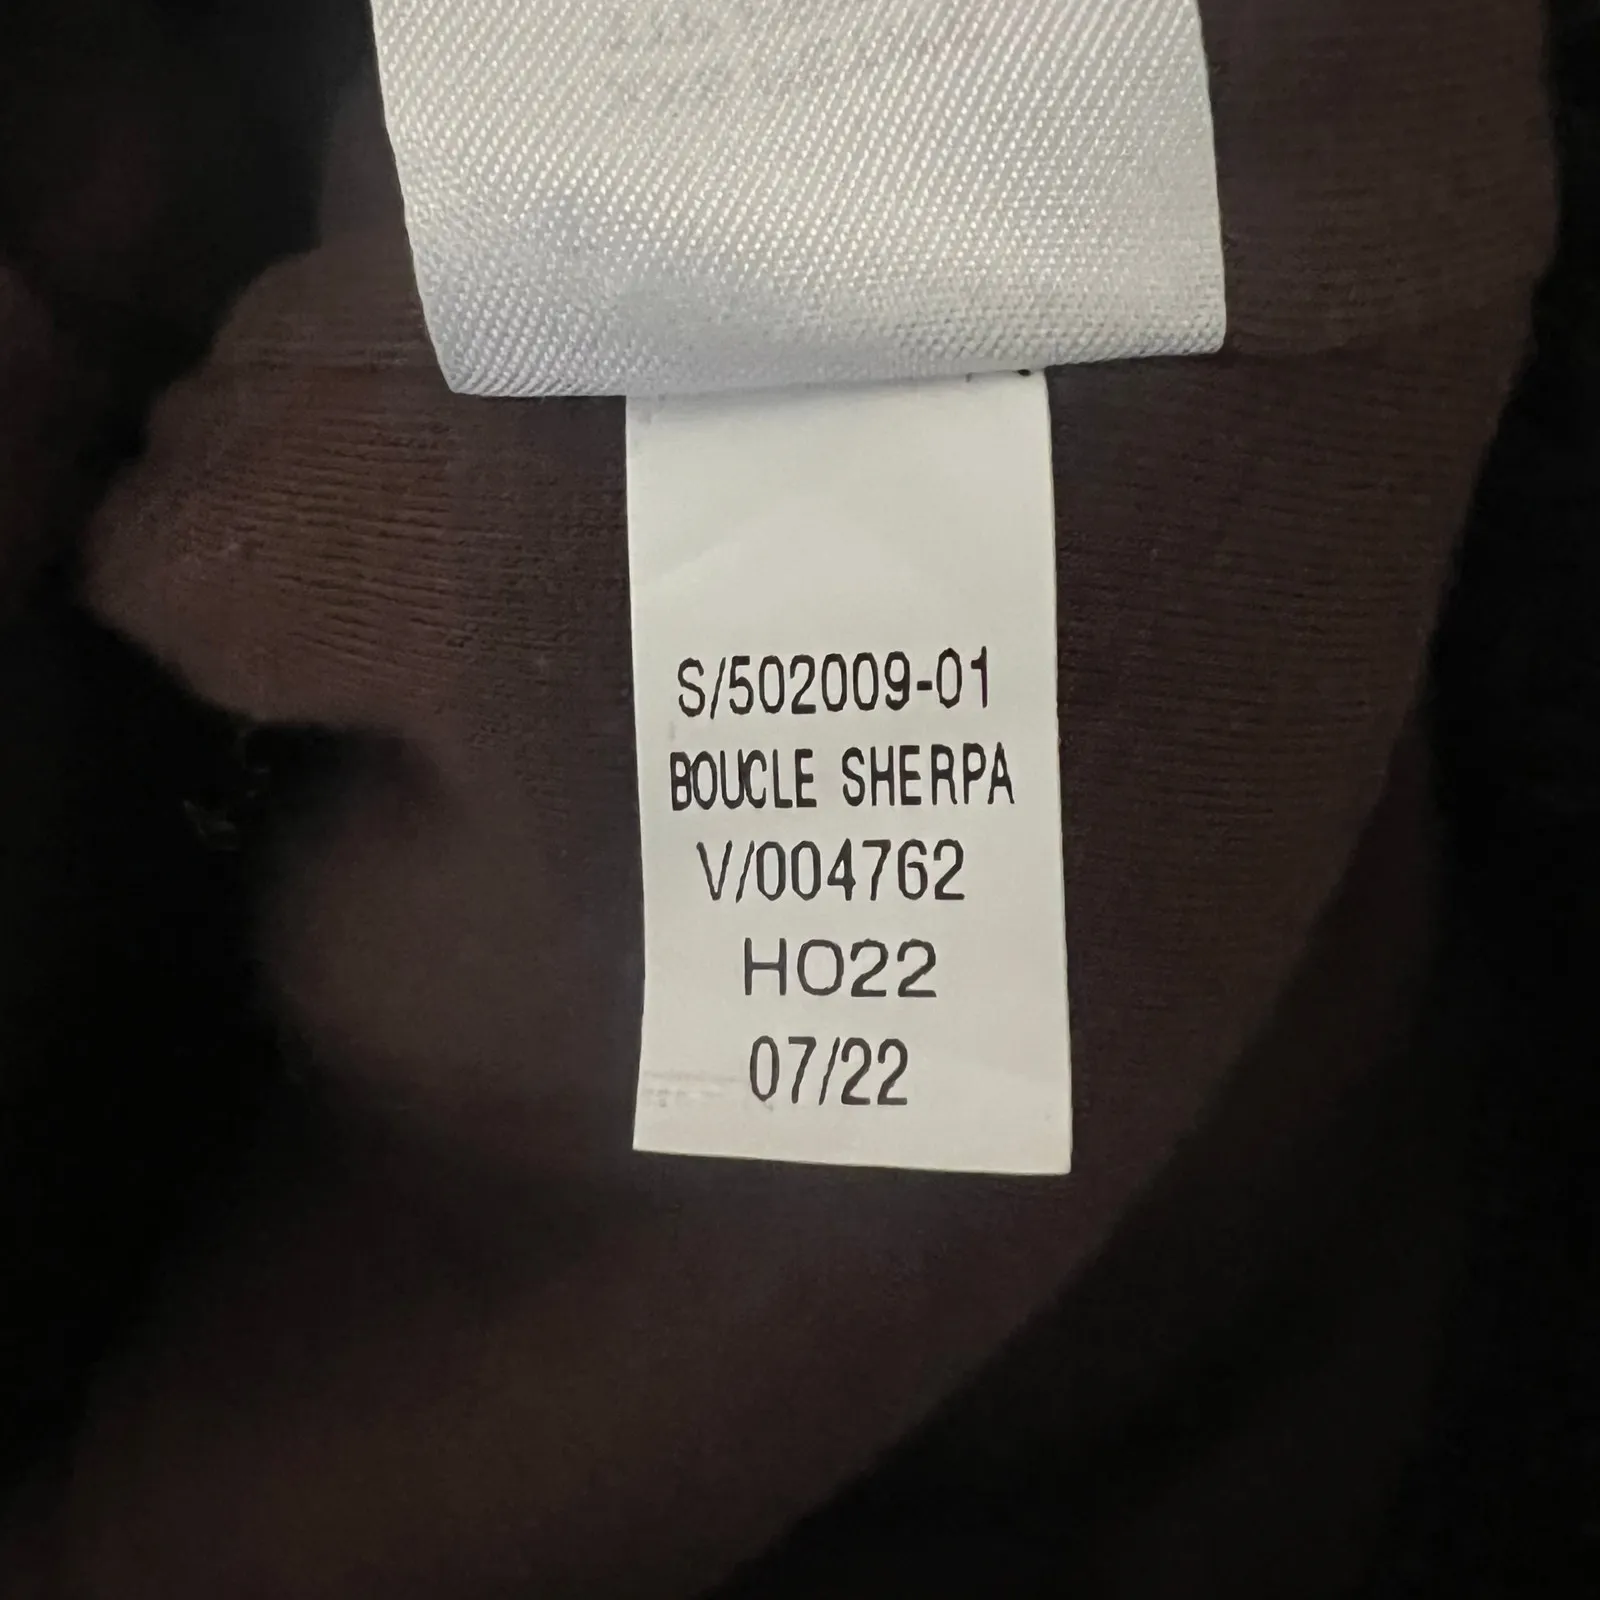 S/502009-01
BOUCLE SHERPA
V/004762
HO22
07/22